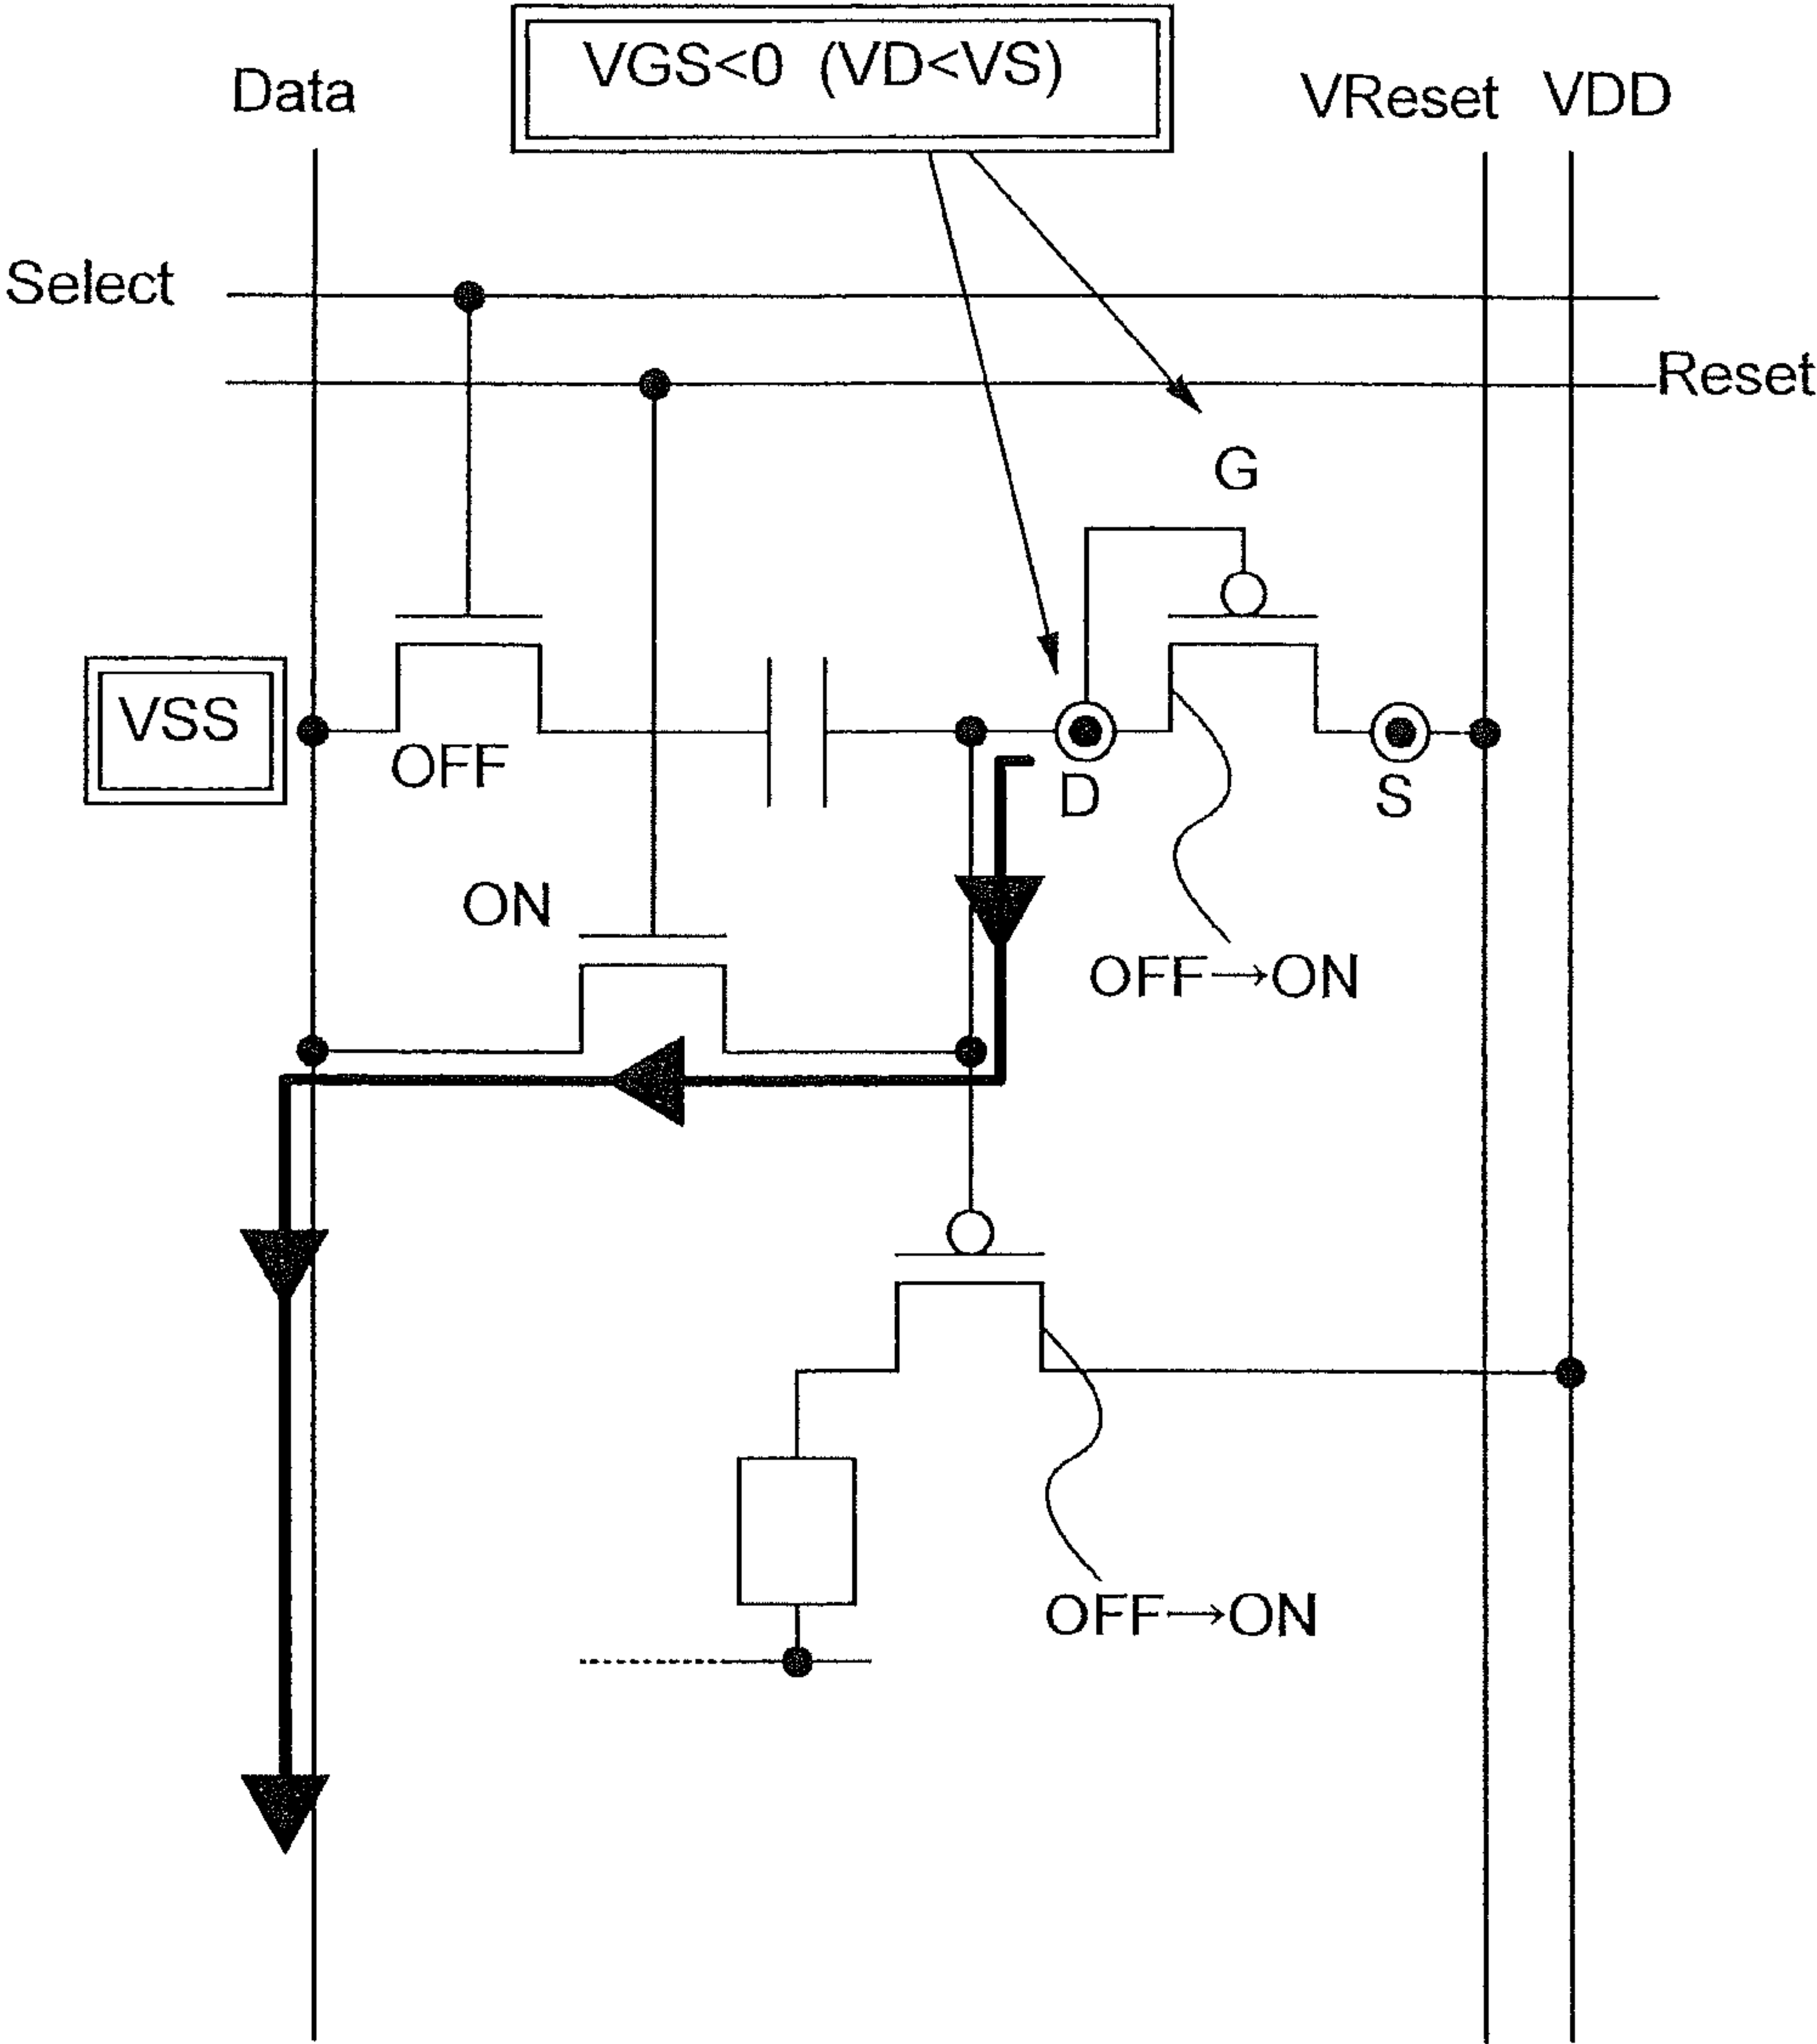 VGS<0 (VD<VS)
Data
VReset
VDD
Select
Reset
G
VSS
OFF
D
S
ON
OFF→ON
OFF→ON